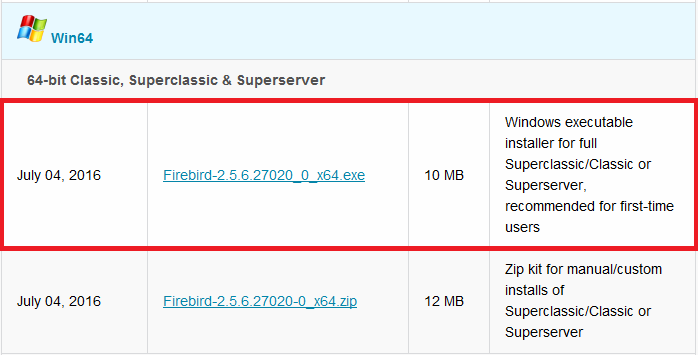 Win64
64-bit Classic, Superclassic & Superserver
July 04, 2016
Firebird-2.5.6.27020_0_x64.exe
10 MB
Windows executable
installer for full
Superclassic/Classic or
Superserver,
recommended for first-time
users
July 04, 2016
Firebird-2.5.6.27020-0_x64.zip
12 MB
Zip kit for manual/custom
installs of
Superclassic/Classic or
Superserver